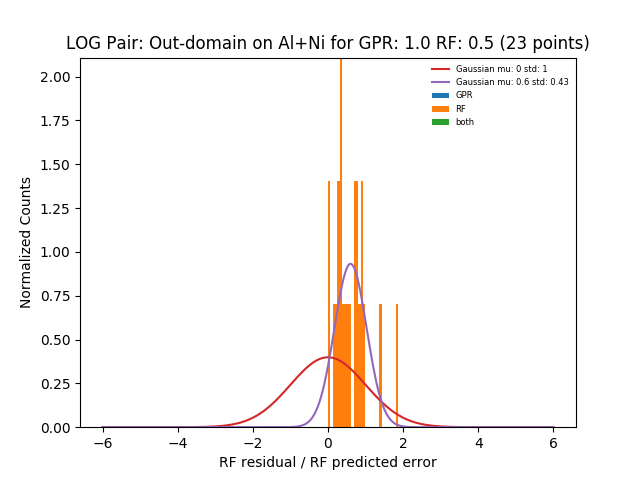 LOG Pair: Out-domain on Al+Ni for GPR: 1.0 RF: 0.5 (23 points)
Gaussian mu: 0 std: 1
Gaussian mu: 0.6 std: 0.43
GPR
RF
both
Normalized Counts
2.00
1.75
1.50
1.25
1.00
0.75
0.50
0.25
0.00
−6 −4 −2 0 2 4 6
RF residual / RF predicted error